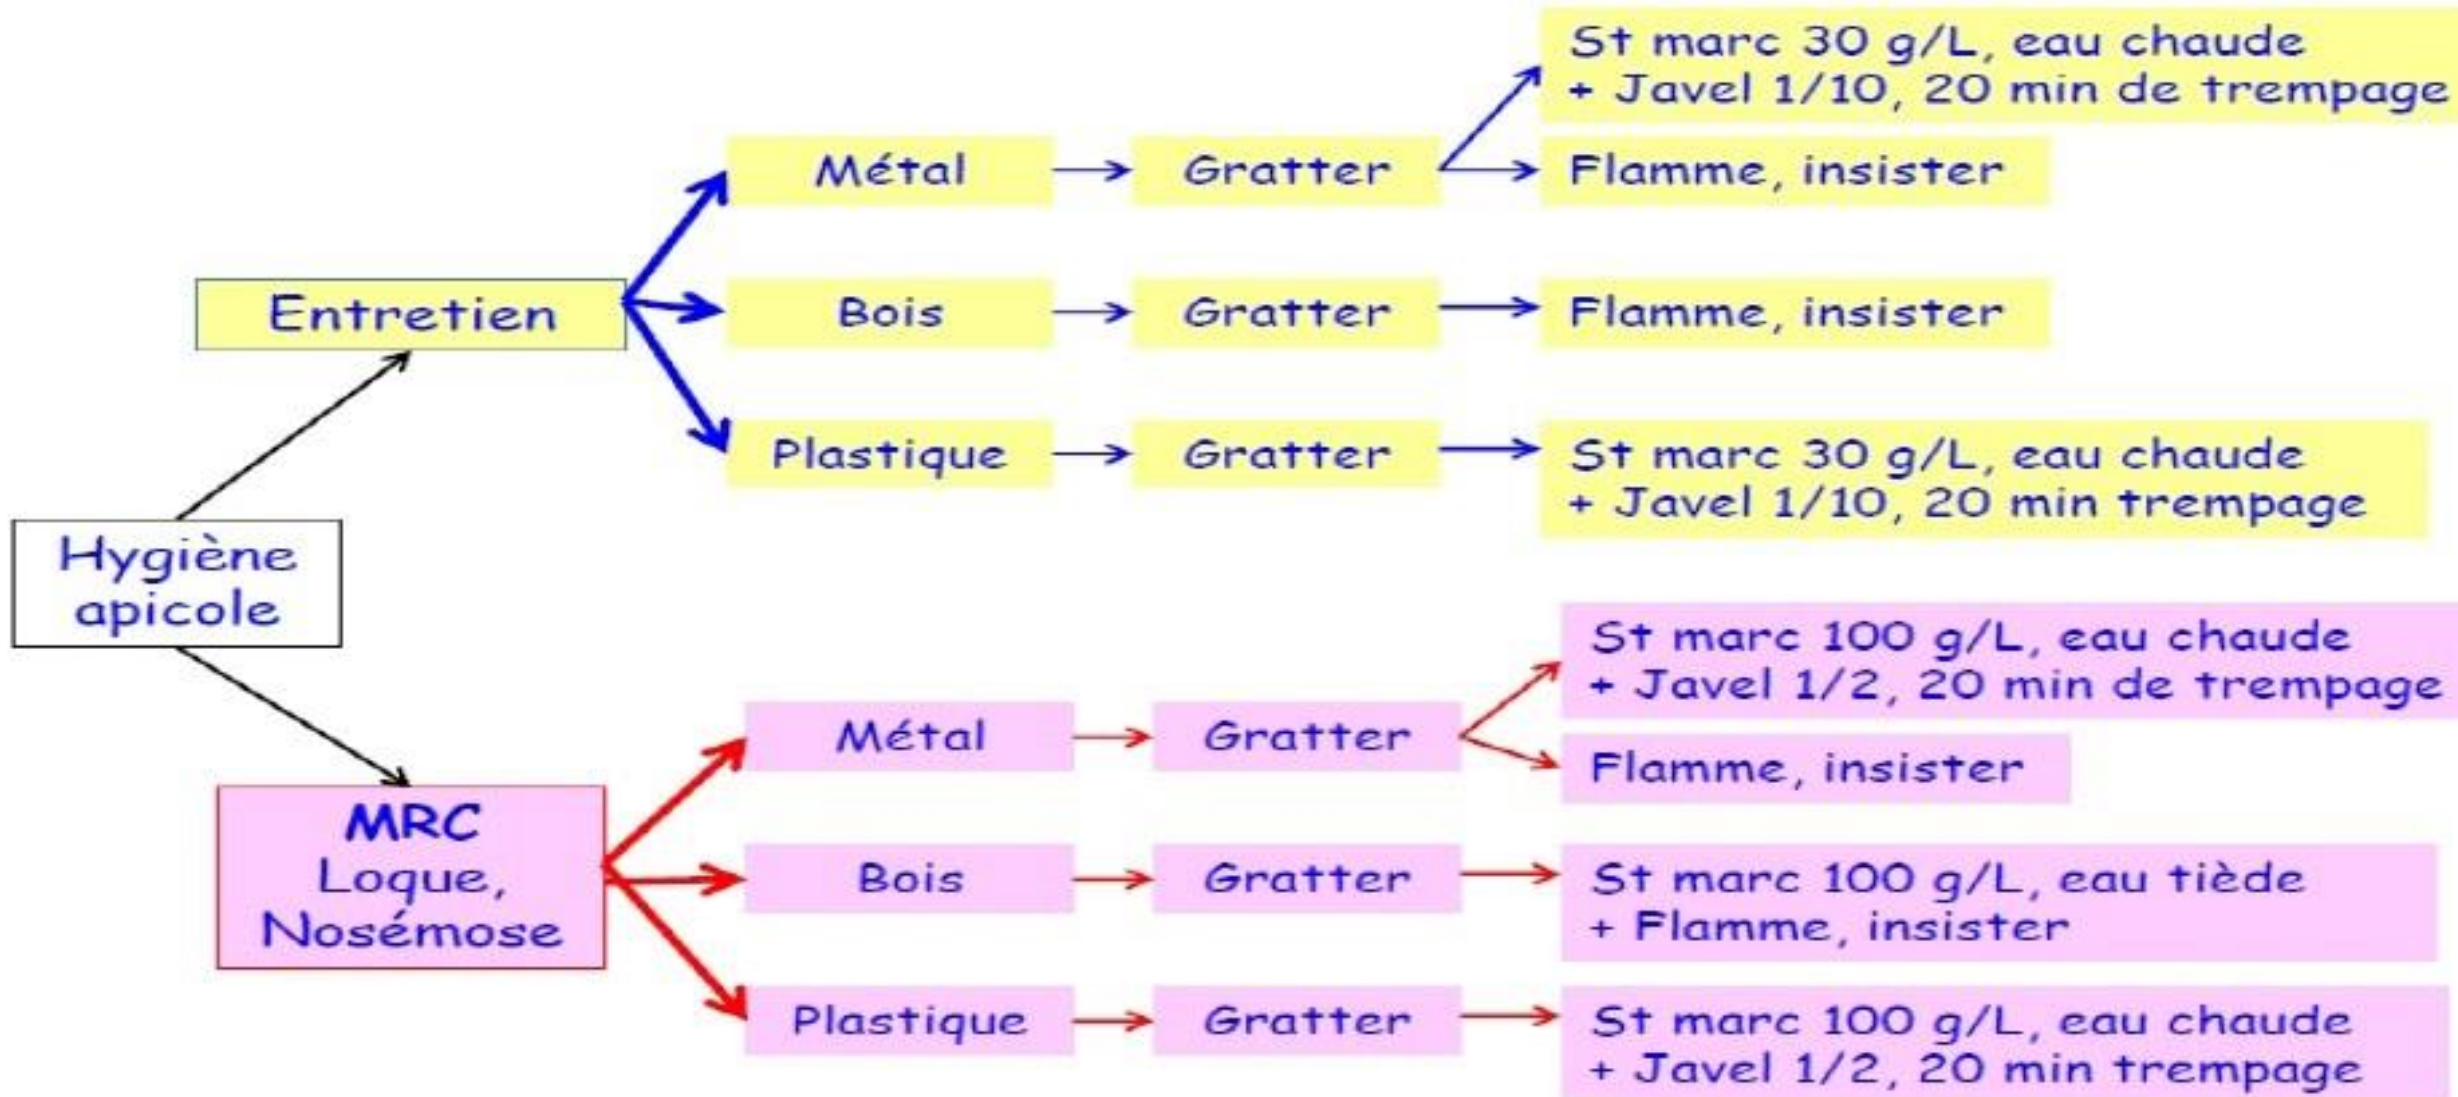 Hygiène
apicole
Entretien
Métal
Gratter
St marc 30 g/L, eau chaude
+ Javel 1/10, 20 min de trempage
Flamme, insister
Bois
Gratter
Flamme, insister
Plastique
Gratter
St marc 30 g/L, eau chaude
+ Javel 1/10, 20 min trempage
MRC
Loque,
Nosémose
Métal
Gratter
St marc 100 g/L, eau chaude
+ Javel 1/2, 20 min de trempage
Flamme, insister
Bois
Gratter
St marc 100 g/L, eau tiède
+ Flamme, insister
Plastique
Gratter
St marc 100 g/L, eau chaude
+ Javel 1/2, 20 min trempage